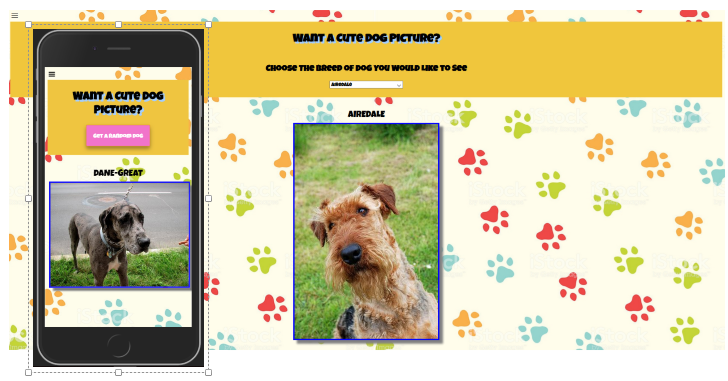 Want a cute dog picture?
Choose the breed of dog you would like to see
Airedale
Airedale
Want a cute dog
picture?
Get a random dog
Dane-Great